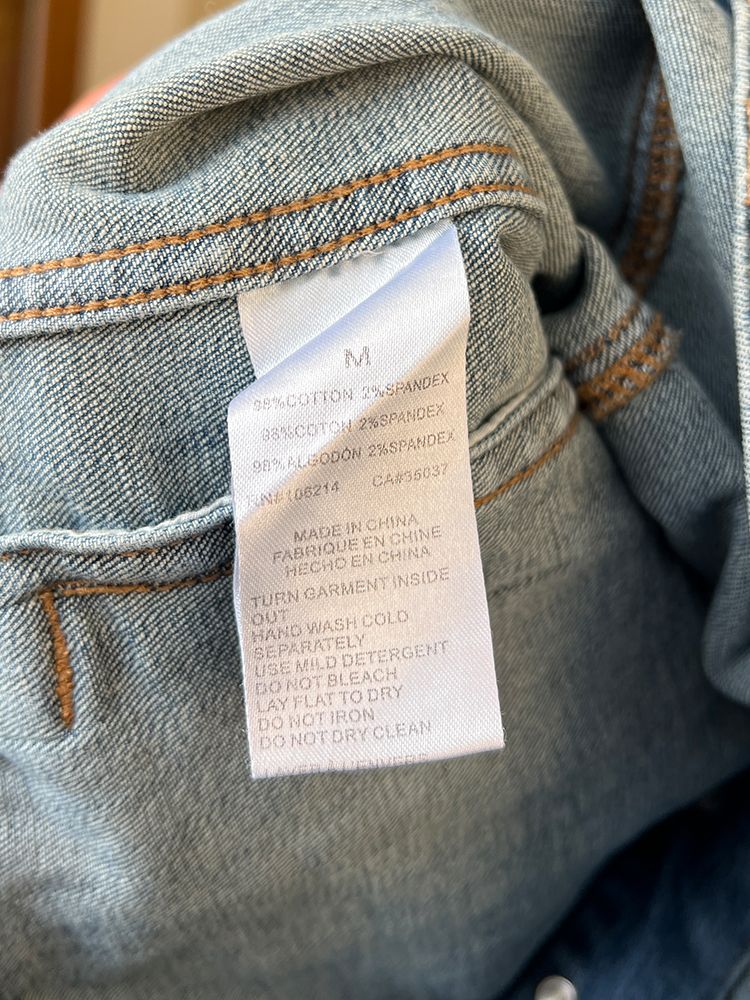 M
98%COTTON 2%SPANDEX
98%COTON 2%SPANDEX
98%ALGODÓN 2%SPANDEX
RN#106214 CA#35037
MADE IN CHINA
FABRIQUE EN CHINE
HECHO EN CHINA
TURN GARMENT INSIDE
OUT
HAND WASH COLD
SEPARATELY
USE MILD DETERGENT
DO NOT BLEACH
LAY FLAT TO DRY
DO NOT IRON
DO NOT DRY CLEAN